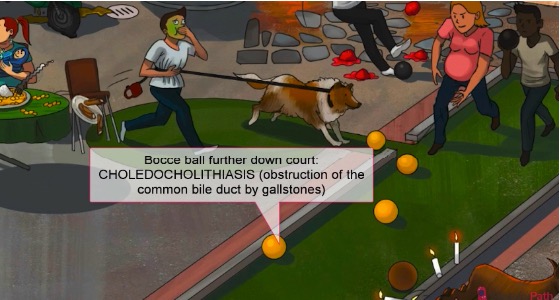 Bocce ball further down court:
CHOLEDOCHOLITHIASIS (obstruction of the
common bile duct by gallstones)